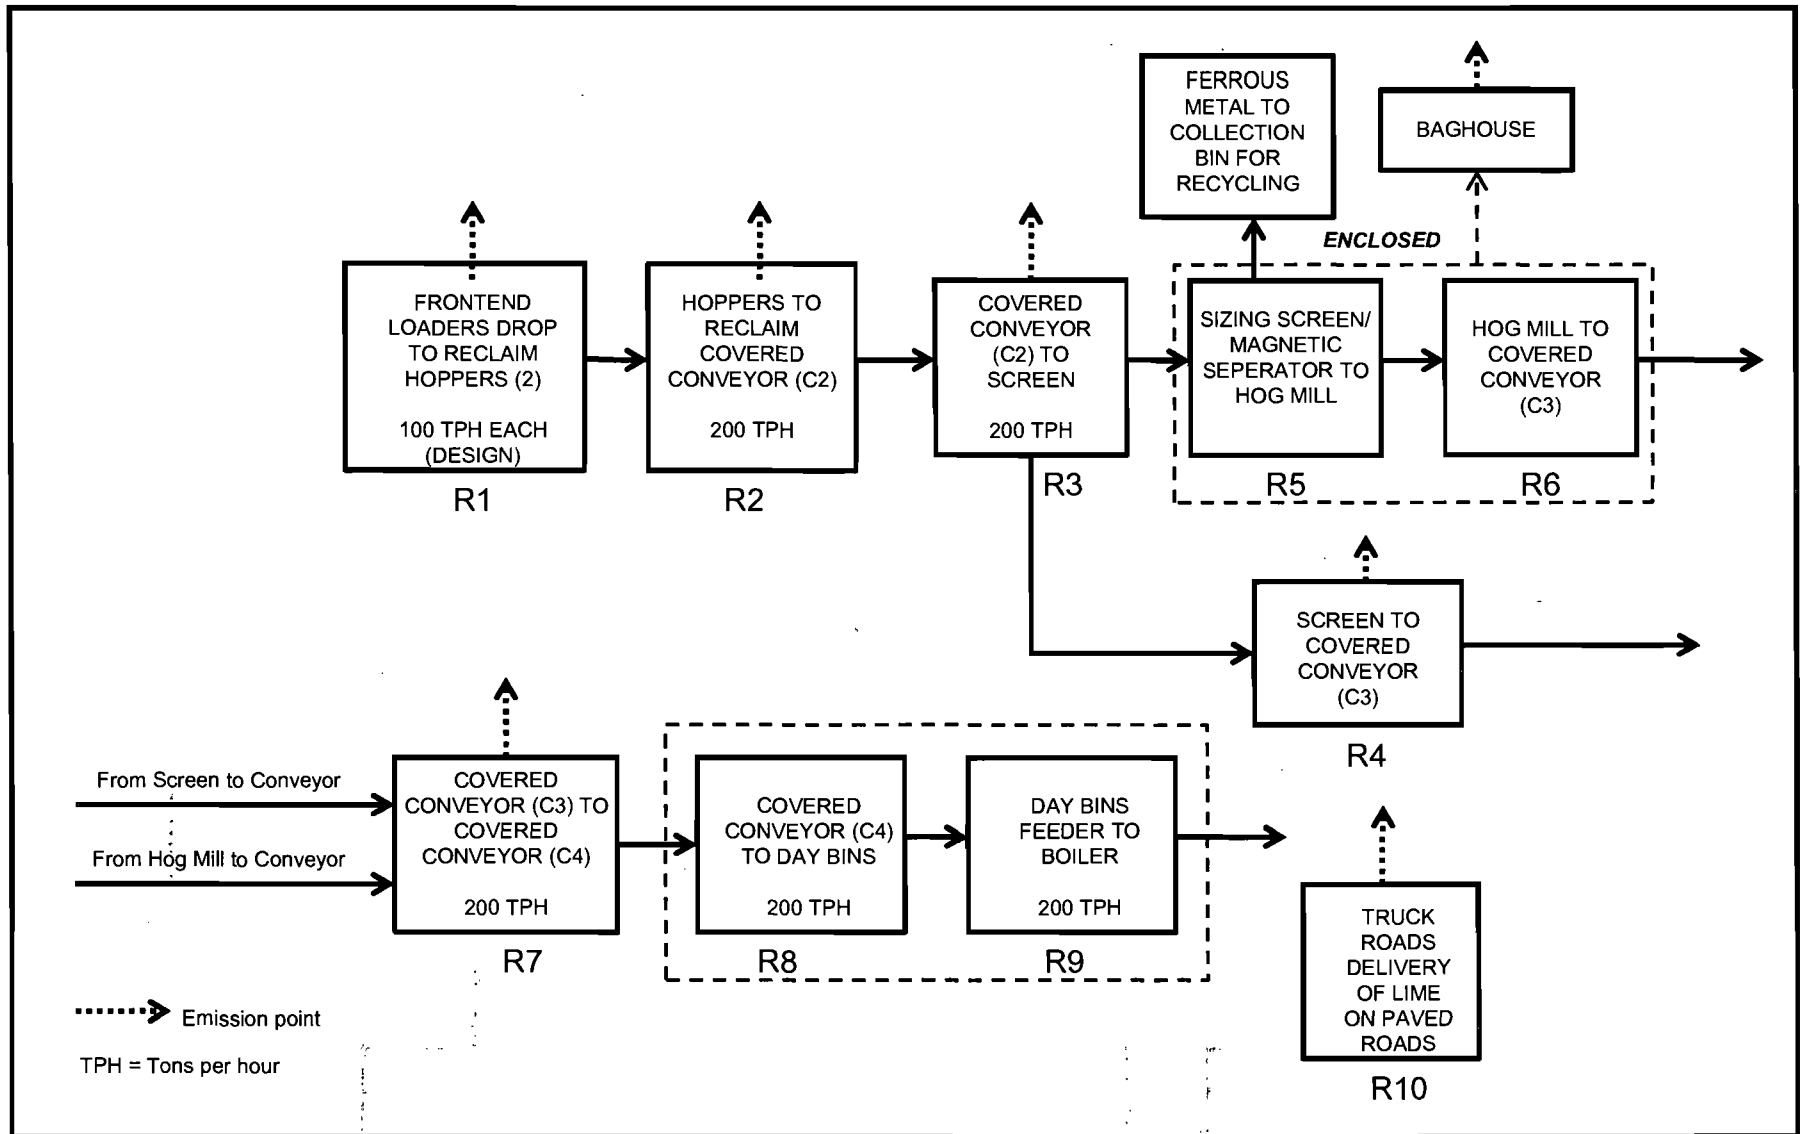 FERROUS
METAL TO
COLLECTION
BIN FOR
RECYCLING
BAGHOUSE
ENCLOSED
FRONTEND
LOADERS DROP
TO RECLAIM
HOPPERS (2)
100 TPH EACH
(DESIGN)
R1
HOPPERS TO
RECLAIM
COVERED
CONVEYOR (C2)
200 TPH
R2
COVERED
CONVEYOR
(C2) TO
SCREEN
200 TPH
R3
SIZING SCREEN/
MAGNETIC
SEPERATOR TO
HOG MILL
R5
HOG MILL TO
COVERED
CONVEYOR
(C3)
R6
SCREEN TO
COVERED
CONVEYOR
(C3)
R4
From Screen to Conveyor
From Hog Mill to Conveyor
COVERED
CONVEYOR (C3) TO
COVERED
CONVEYOR (C4)
200 TPH
R7
COVERED
CONVEYOR (C4)
TO DAY BINS
200 TPH
R8
DAY BINS
FEEDER TO
BOILER
200 TPH
R9
TRUCK
ROADS
DELIVERY
OF LIME
ON PAVED
ROADS
R10
Emission point
TPH = Tons per hour